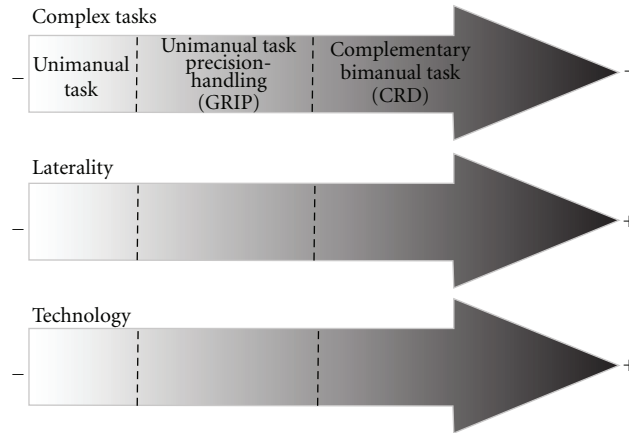 Complex tasks
Unimanual
task
Unimanual task
precision-
handling
(GRIP)
Complementary
bimanual task
(CRD)
−
Laterality
−
+
Technology
−
+